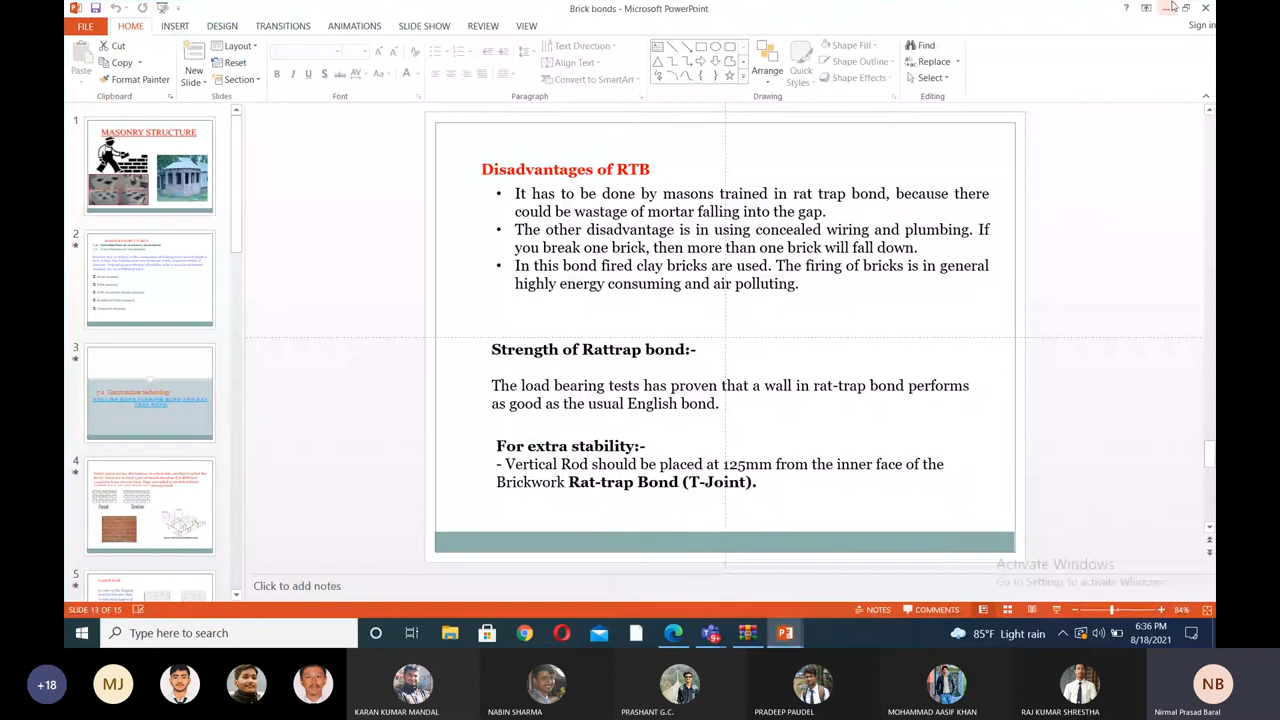 Brick bonds - Microsoft PowerPoint
Sign in
FILE HOME INSERT DESIGN TRANSITIONS ANIMATIONS SLIDE SHOW REVIEW VIEW
Paste
Cut
Copy
Format Painter
Clipboard
New
Slide
Layout
Reset
Section
Slides
Font
Text Direction
Align Text
Convert to SmartArt
Paragraph
Arrange
Quick
Styles
Shape Fill
Shape Outline
Shape Effects
Drawing
Find
Replace
Select
Editing
1
MASONRY STRUCTURE
2
3
4
5
Disadvantages of RTB
• It has to be done by masons trained in rat trap bond, because there
could be wastage of mortar falling into the gap.
• The other disadvantage is in using concealed wiring and plumbing. If
you break one brick, then more than one brick will fall down.
• In this bond fired clay bricks are used. The firing of bricks is in general
highly energy consuming and air polluting.
Strength of Rattrap bond:-
The load bearing tests has proven that a wall in rat-trap bond performs
as good as the usual English bond.
For extra stability:-
- Vertical Rod should be placed at 125mm from the inner face of the
Brickwork Rat-trap Bond (T-Joint).
Activate Windows
Go to Settings to activate Windows.
Click to add notes
SLIDE 13 OF 15
NOTES COMMENTS 84%
Type here to search
85°F Light rain
6:36 PM
8/18/2021
+18 MJ NB
KARAN KUMAR MANDAL NABIN SHARMA PRASHANT G.C. PRADEEP PAUDEL MOHAMMAD AASIF KHAN RAJ KUMAR SHRESTHA Nirmal Prasad Baral